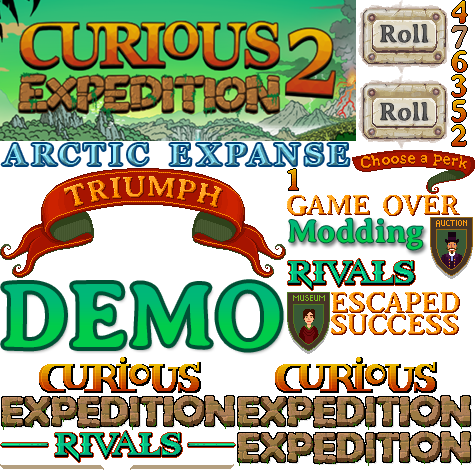 CURIOUS
EXPEDITION 2
Roll
Roll
4
7
6
3
5
2
ARCTIC EXPANSE
Choose a Perk
TRIUMPH
1
GAME OVER
Modding
AUCTION
RIVALS
DEMO
MUSEUM
ESCAPED
SUCCESS
CURIOUS
EXPEDITION
RIVALS
CURIOUS
EXPEDITION
EXPEDITION